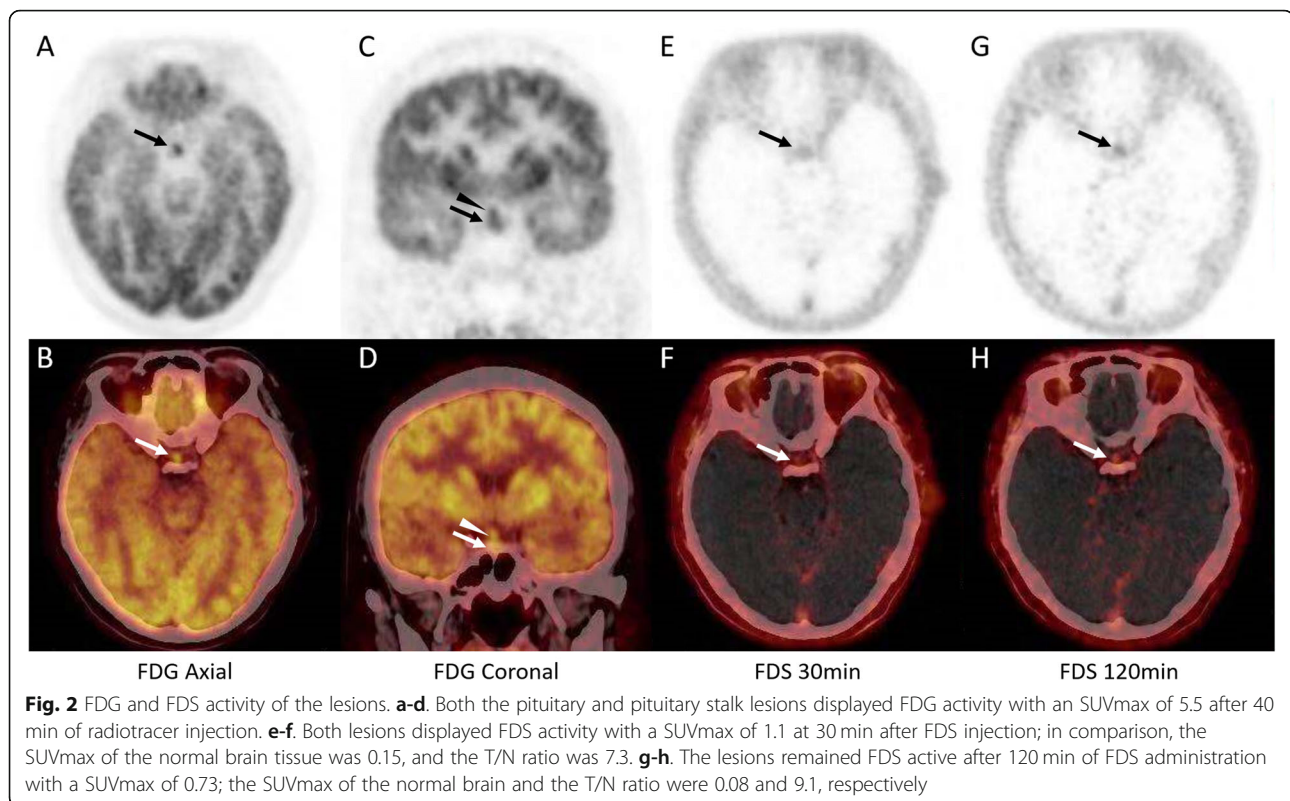 A
C
E
G
B
D
F
H
FDG Axial
FDG Coronal
FDS 30min
FDS 120min
Fig. 2 FDG and FDS activity of the lesions. a-d. Both the pituitary and pituitary stalk lesions displayed FDG activity with an SUVmax of 5.5 after 40
min of radiotracer injection. e-f. Both lesions displayed FDS activity with a SUVmax of 1.1 at 30 min after FDS injection; in comparison, the
SUVmax of the normal brain tissue was 0.15, and the T/N ratio was 7.3. g-h. The lesions remained FDS active after 120 min of FDS administration
with a SUVmax of 0.73; the SUVmax of the normal brain and the T/N ratio were 0.08 and 9.1, respectively